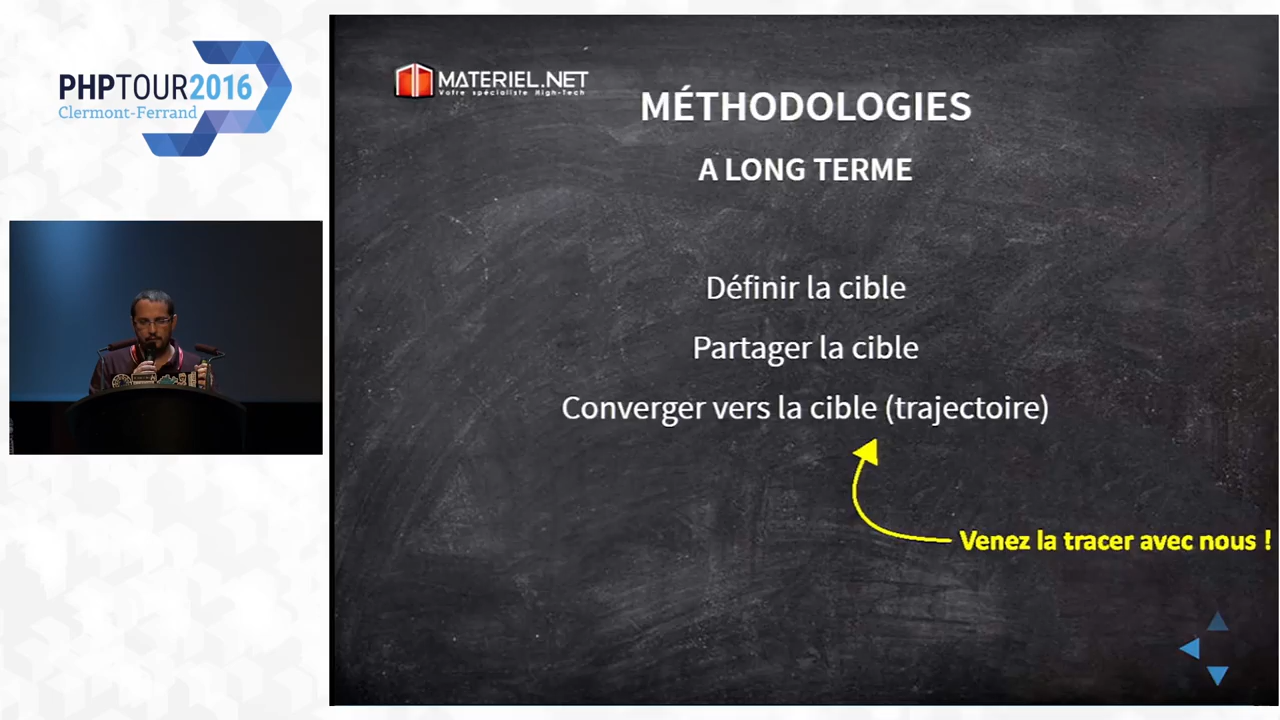 PHPTOUR2016
Clermont-Ferrand
MATERIEL.NET
Votre spécialiste High-Tech
MÉTHODOLOGIES
A LONG TERME
Définir la cible
Partager la cible
Converger vers la cible (trajectoire)
Venez la tracer avec nous !